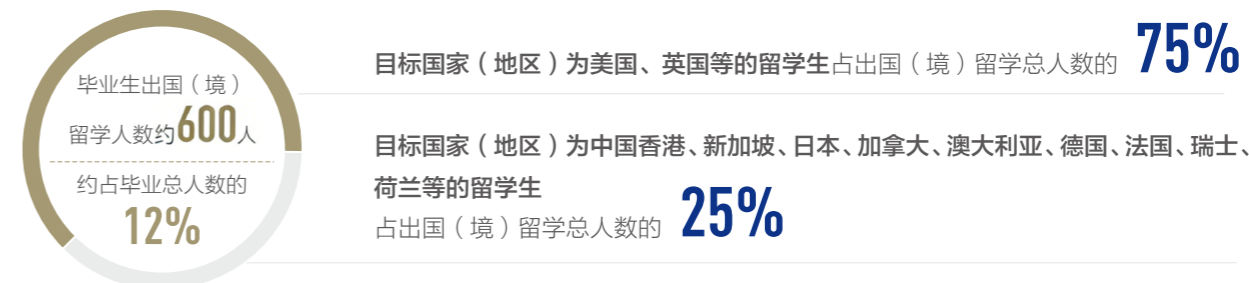 毕业生出国（境）
留学人数约600人
约占毕业总人数的
12%
目标国家（地区）为美国、英国等的留学生占出国（境）留学总人数的 75%
目标国家（地区）为中国香港、新加坡、日本、加拿大、澳大利亚、德国、法国、瑞士、
荷兰等的留学生
占出国（境）留学总人数的 25%